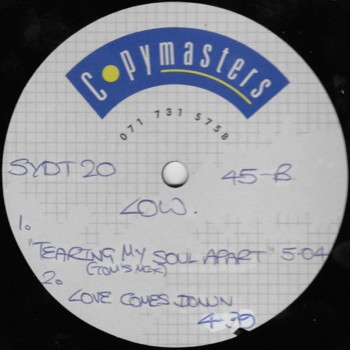 Copymasters
071 731 5758
SYDT 20 45-B
LOW.
1. "TEARING MY SOUL APART" 5.04
(TOM'S MIX)
2. LOVE COMES DOWN
4.30